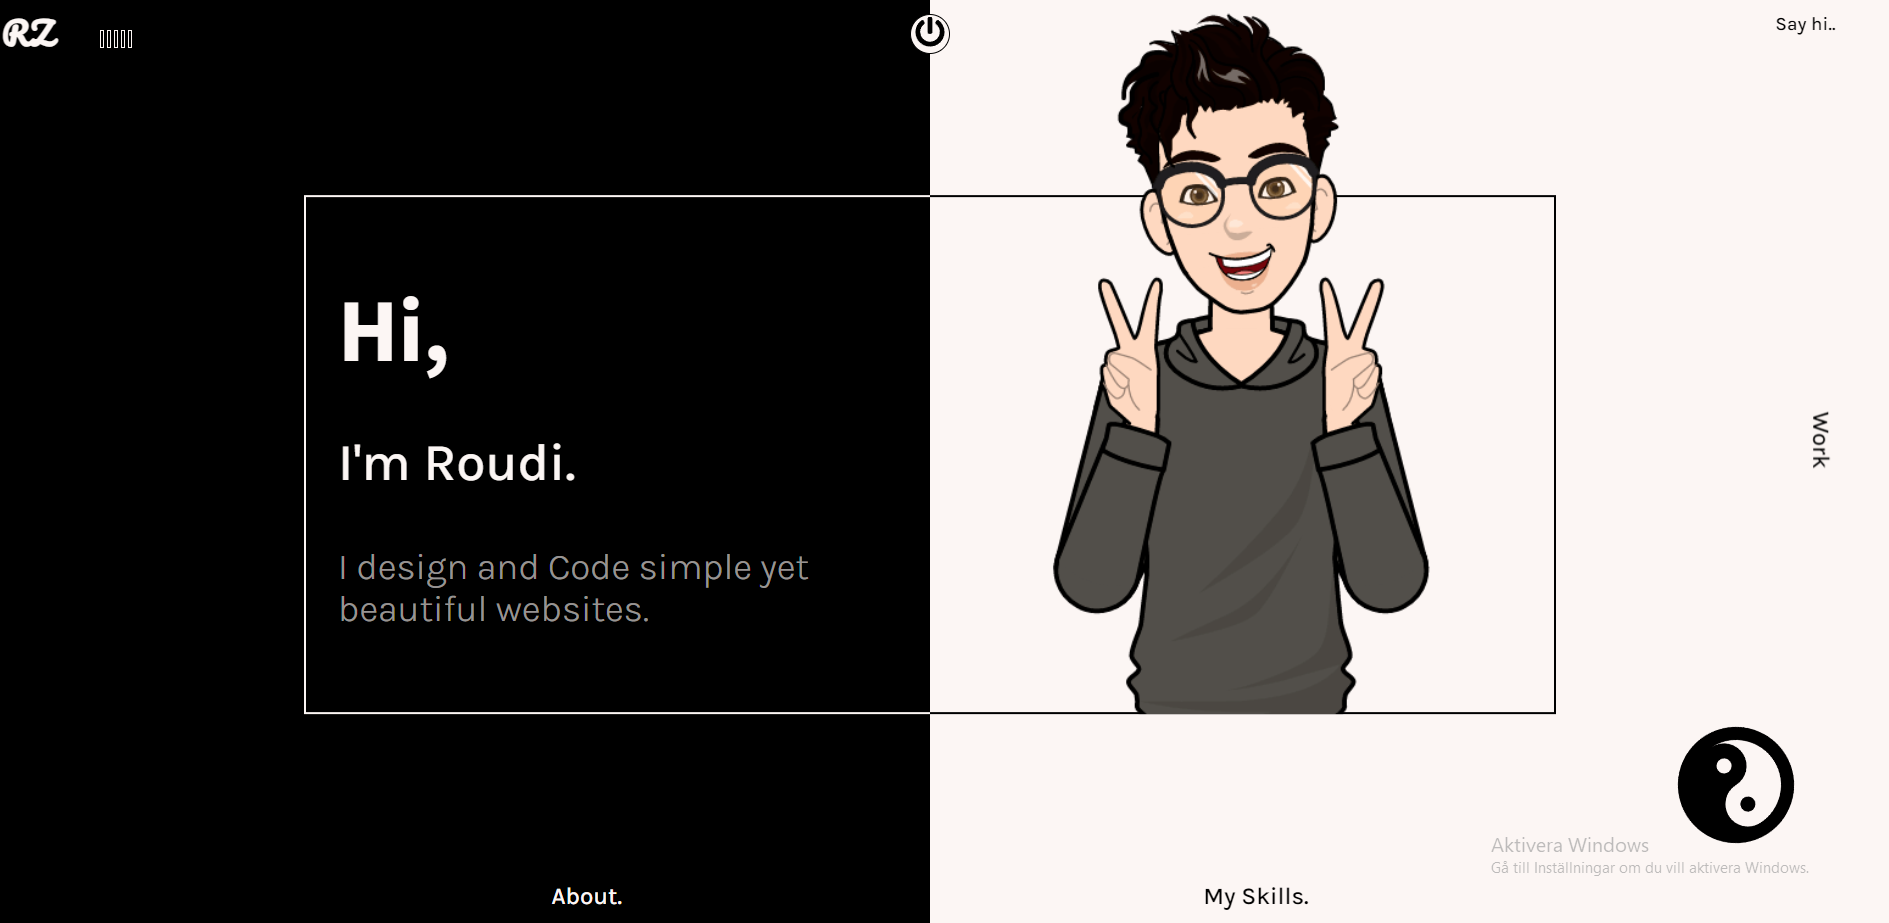 RZ
Say hi..
Hi,
I'm Roudi.
I design and Code simple yet
beautiful websites.
Work
Aktivera Windows
Gå till Inställningar om du vill aktivera Windows.
About.
My Skills.